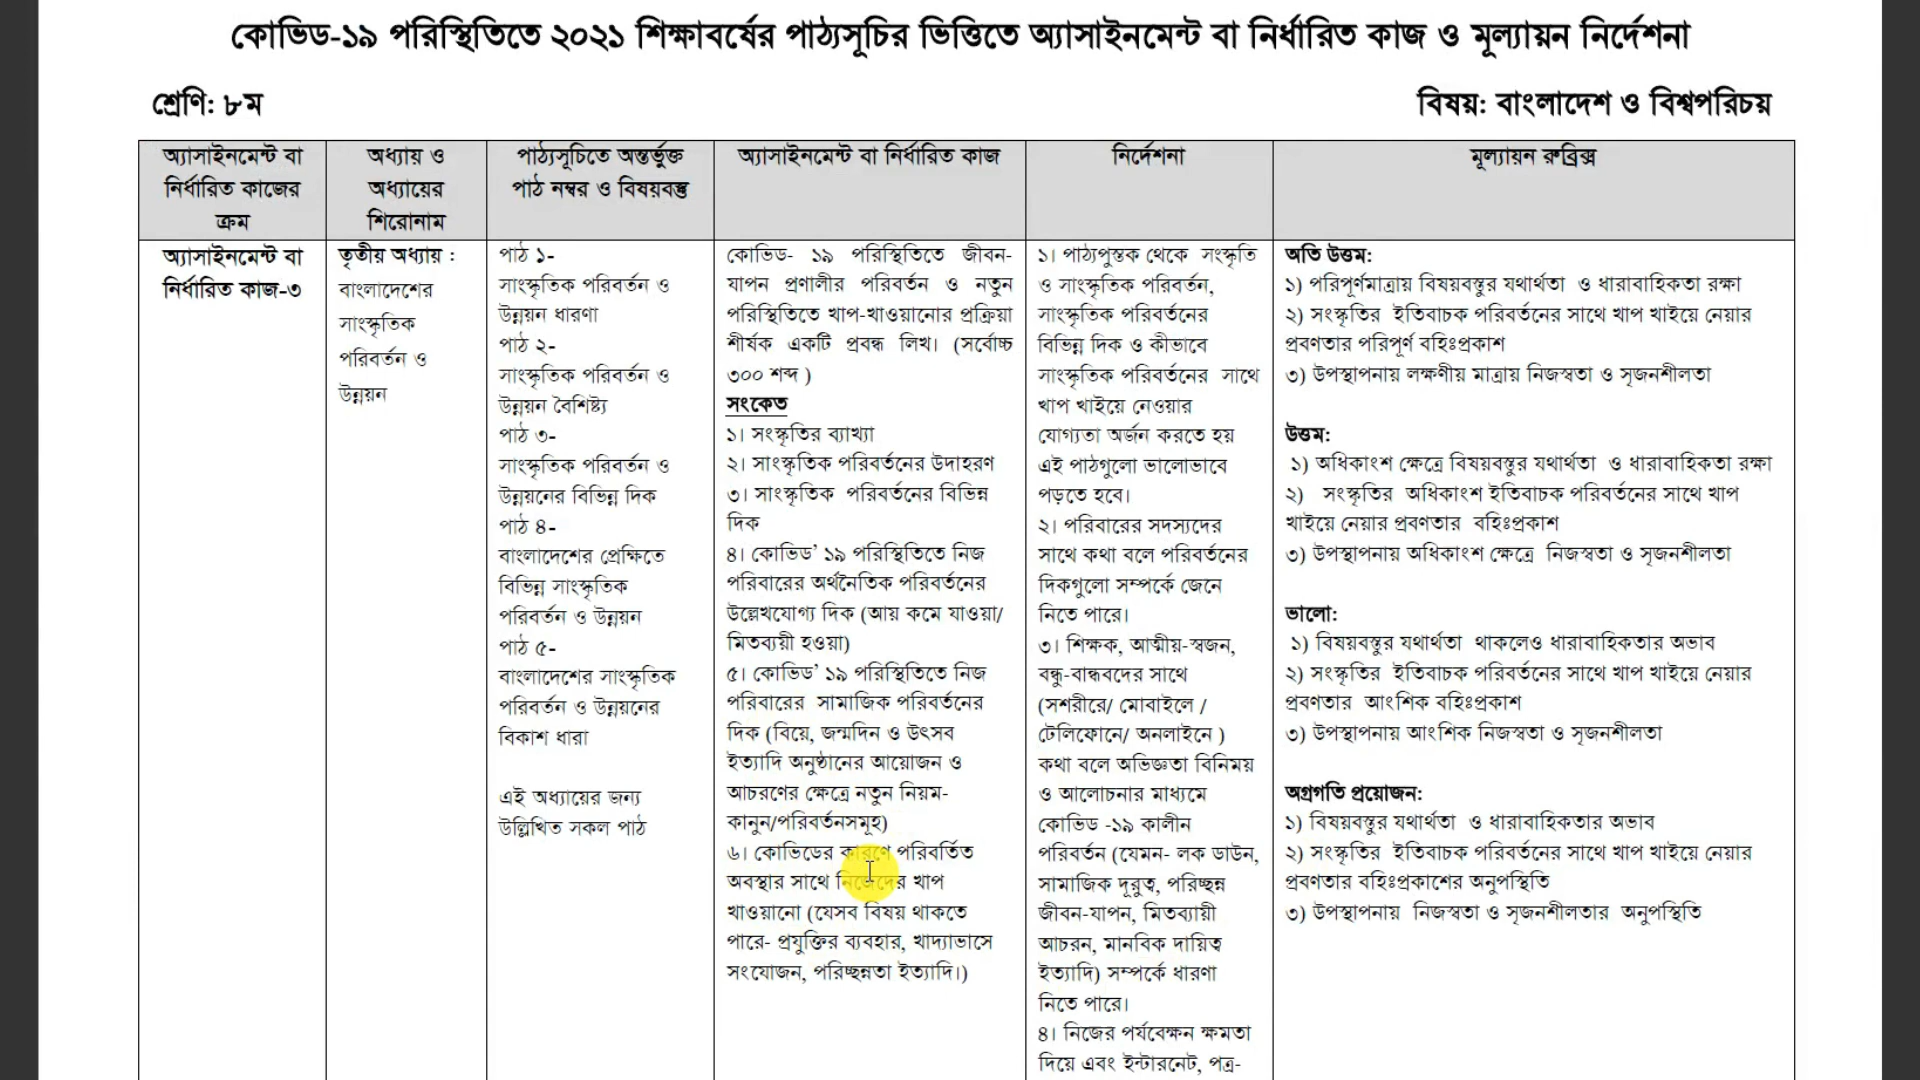 কোভিড-১৯ পরিস্থিতিতে ২০২১ শিক্ষাবর্ষের পাঠ্যসূচির ভিত্তিতে অ্যাসাইনমেন্ট বা নির্ধারিত কাজ ও মূল্যায়ন নির্দেশনা
শ্রেণি: ৮ম
বিষয়: বাংলাদেশ ও বিশ্বপরিচয়
অ্যাসাইনমেন্ট বা
নির্ধারিত কাজের
ক্রম
অধ্যায় ও
অধ্যায়ের
শিরোনাম
পাঠ্যসূচিতে অন্তর্ভুক্ত
পাঠ নম্বর ও বিষয়বস্তু
অ্যাসাইনমেন্ট বা নির্ধারিত কাজ
নির্দেশনা
মূল্যায়ন রুব্রিক্স
অ্যাসাইনমেন্ট বা
নির্ধারিত কাজ-৩
তৃতীয় অধ্যায় :
বাংলাদেশের
সাংস্কৃতিক
পরিবর্তন ও
উন্নয়ন
পাঠ ১-
সাংস্কৃতিক পরিবর্তন ও
উন্নয়ন ধারণা
পাঠ ২-
সাংস্কৃতিক পরিবর্তন ও
উন্নয়ন বৈশিষ্ট্য
পাঠ ৩-
সাংস্কৃতিক পরিবর্তন ও
উন্নয়নের বিভিন্ন দিক
পাঠ ৪-
বাংলাদেশের প্রেক্ষিতে
বিভিন্ন সাংস্কৃতিক
পরিবর্তন ও উন্নয়ন
পাঠ ৫-
বাংলাদেশের সাংস্কৃতিক
পরিবর্তন ও উন্নয়নের
বিকাশ ধারা
এই অধ্যায়ের জন্য
উল্লিখিত সকল পাঠ
কোভিড- ১৯ পরিস্থিতিতে জীবন-
যাপন প্রণালীর পরিবর্তন ও নতুন
পরিস্থিতিতে খাপ-খাওয়ানোর প্রক্রিয়া
শীর্ষক একটি প্রবন্ধ লিখ। (সর্বোচ্চ
৩০০ শব্দ )
সংকেত
১। সংস্কৃতির ব্যাখ্যা
২। সাংস্কৃতিক পরিবর্তনের উদাহরণ
৩। সাংস্কৃতিক পরিবর্তনের বিভিন্ন
দিক
৪। কোভিড’ ১৯ পরিস্থিতিতে নিজ
পরিবারের অর্থনৈতিক পরিবর্তনের
উল্লেখযোগ্য দিক (আয় কমে যাওয়া/
মিতব্যয়ী হওয়া)
৫। কোভিড’ ১৯ পরিস্থিতিতে নিজ
পরিবারের সামাজিক পরিবর্তনের
দিক (বিয়ে, জন্মদিন ও উৎসব
ইত্যাদি অনুষ্ঠানের আয়োজন ও
আচরণের ক্ষেত্রে নতুন নিয়ম-
কানুন/পরিবর্তনসমূহ)
৬। কোভিডের কারণে পরিবর্তিত
অবস্থার সাথে নিজেদের খাপ
খাওয়ানো (যেসব বিষয় থাকতে
পারে- প্রযুক্তির ব্যবহার, খাদ্যাভাসে
সংযোজন, পরিচ্ছন্নতা ইত্যাদি।)
১। পাঠ্যপুস্তক থেকে সংস্কৃতি
ও সাংস্কৃতিক পরিবর্তন,
সাংস্কৃতিক পরিবর্তনের
বিভিন্ন দিক ও কীভাবে
সাংস্কৃতিক পরিবর্তনের সাথে
খাপ খাইয়ে নেওয়ার
যোগ্যতা অর্জন করতে হয়
এই পাঠগুলো ভালোভাবে
পড়তে হবে।
২। পরিবারের সদস্যদের
সাথে কথা বলে পরিবর্তনের
দিকগুলো সম্পর্কে জেনে
নিতে পারে।
৩। শিক্ষক, আত্মীয়-স্বজন,
বন্ধু-বান্ধবদের সাথে
(সশরীরে/ মোবাইলে /
টেলিফোনে/ অনলাইনে )
কথা বলে অভিজ্ঞতা বিনিময়
ও আলোচনার মাধ্যমে
কোভিড -১৯ কালীন
পরিবর্তন (যেমন- লক ডাউন,
সামাজিক দূরুত্ব, পরিচ্ছন্ন
জীবন-যাপন, মিতব্যায়ী
আচরন, মানবিক দায়িত্ব
ইত্যাদি) সম্পর্কে ধারণা
নিতে পারে।
৪। নিজের পর্যবেক্ষন ক্ষমতা
দিয়ে এবং ইন্টারনেট, পত্র-
অতি উত্তম:
১) পরিপূর্ণমাত্রায় বিষয়বস্তুর যথার্থতা ও ধারাবাহিকতা রক্ষা
২) সংস্কৃতির ইতিবাচক পরিবর্তনের সাথে খাপ খাইয়ে নেয়ার
প্রবণতার পরিপূর্ণ বহিঃপ্রকাশ
৩) উপস্থাপনায় লক্ষণীয় মাত্রায় নিজস্বতা ও সৃজনশীলতা
উত্তম:
১) অধিকাংশ ক্ষেত্রে বিষয়বস্তুর যথার্থতা ও ধারাবাহিকতা রক্ষা
২) সংস্কৃতির অধিকাংশ ইতিবাচক পরিবর্তনের সাথে খাপ
খাইয়ে নেয়ার প্রবণতার বহিঃপ্রকাশ
৩) উপস্থাপনায় অধিকাংশ ক্ষেত্রে নিজস্বতা ও সৃজনশীলতা
ভালো:
১) বিষয়বস্তুর যথার্থতা থাকলেও ধারাবাহিকতার অভাব
২) সংস্কৃতির ইতিবাচক পরিবর্তনের সাথে খাপ খাইয়ে নেয়ার
প্রবণতার আংশিক বহিঃপ্রকাশ
৩) উপস্থাপনায় আংশিক নিজস্বতা ও সৃজনশীলতা
অগ্রগতি প্রয়োজন:
১) বিষয়বস্তুর যথার্থতা ও ধারাবাহিকতার অভাব
২) সংস্কৃতির ইতিবাচক পরিবর্তনের সাথে খাপ খাইয়ে নেয়ার
প্রবণতার বহিঃপ্রকাশের অনুপস্থিতি
৩) উপস্থাপনায় নিজস্বতা ও সৃজনশীলতার অনুপস্থিতি